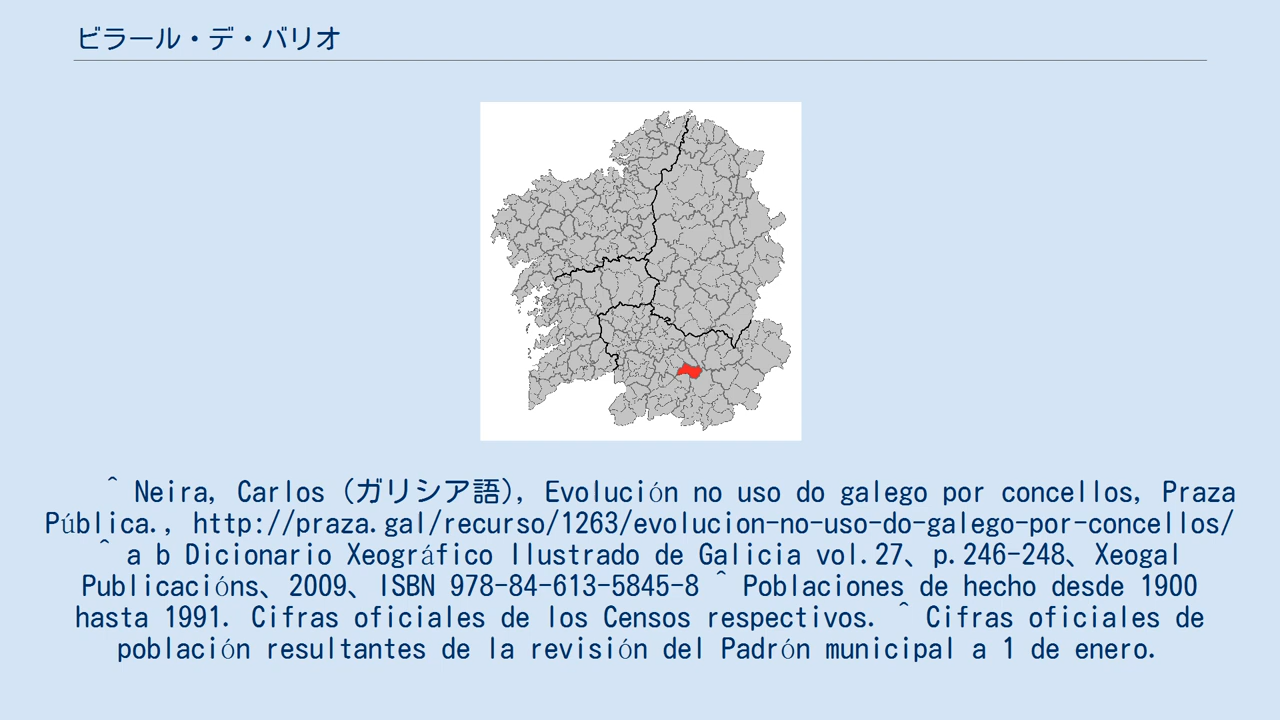 ビラール・デ・バリオ
^ Neira, Carlos (ガリシア語), Evolución no uso do galego por concellos, Praza
Pública., http://praza.gal/recurso/1263/evolucion-no-uso-do-galego-por-concellos/
^ a b Dicionario Xeográfico Ilustrado de Galicia vol.27、p.246-248、Xeogal
Publicacións、2009、ISBN 978-84-613-5845-8 ^ Poblaciones de hecho desde 1900
hasta 1991. Cifras oficiales de los Censos respectivos. ^ Cifras oficiales de
población resultantes de la revisión del Padrón municipal a 1 de enero.